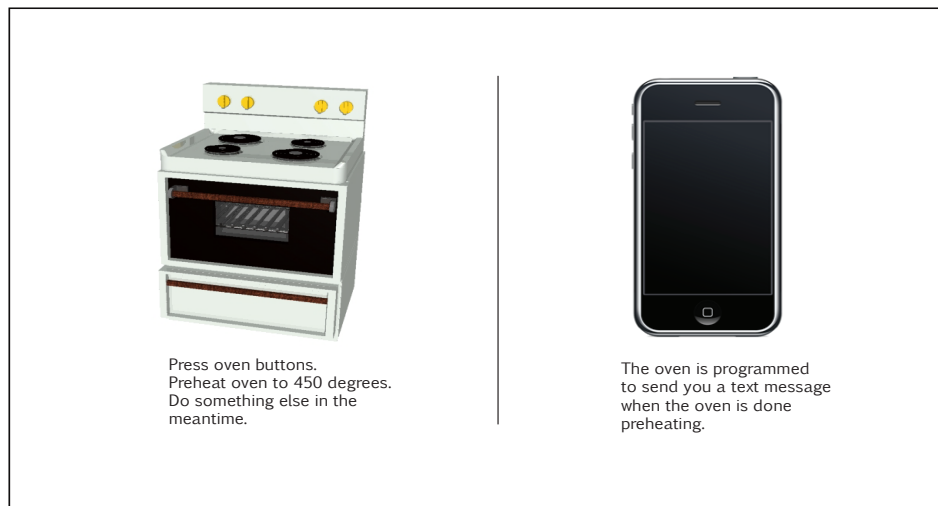 Press oven buttons.
Preheat oven to 450 degrees.
Do something else in the
meantime.
The oven is programmed
to send you a text message
when the oven is done
preheating.